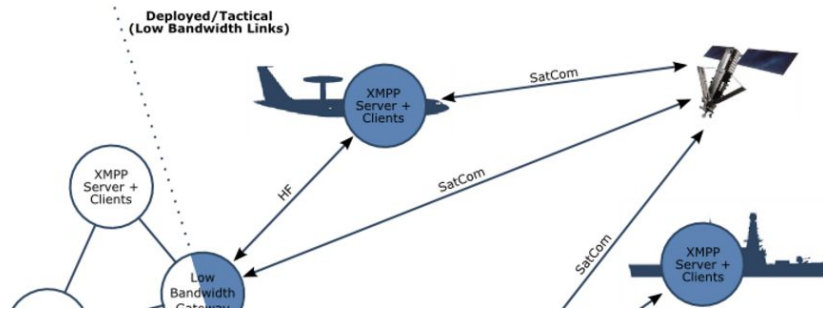 Deployed/Tactical
(Low Bandwidth Links)
XMPP
Server +
Clients
SatCom
XMPP
Server +
Clients
HF
SatCom
SatCom
XMPP
Server +
Clients
Low
Bandwidth
Gateway